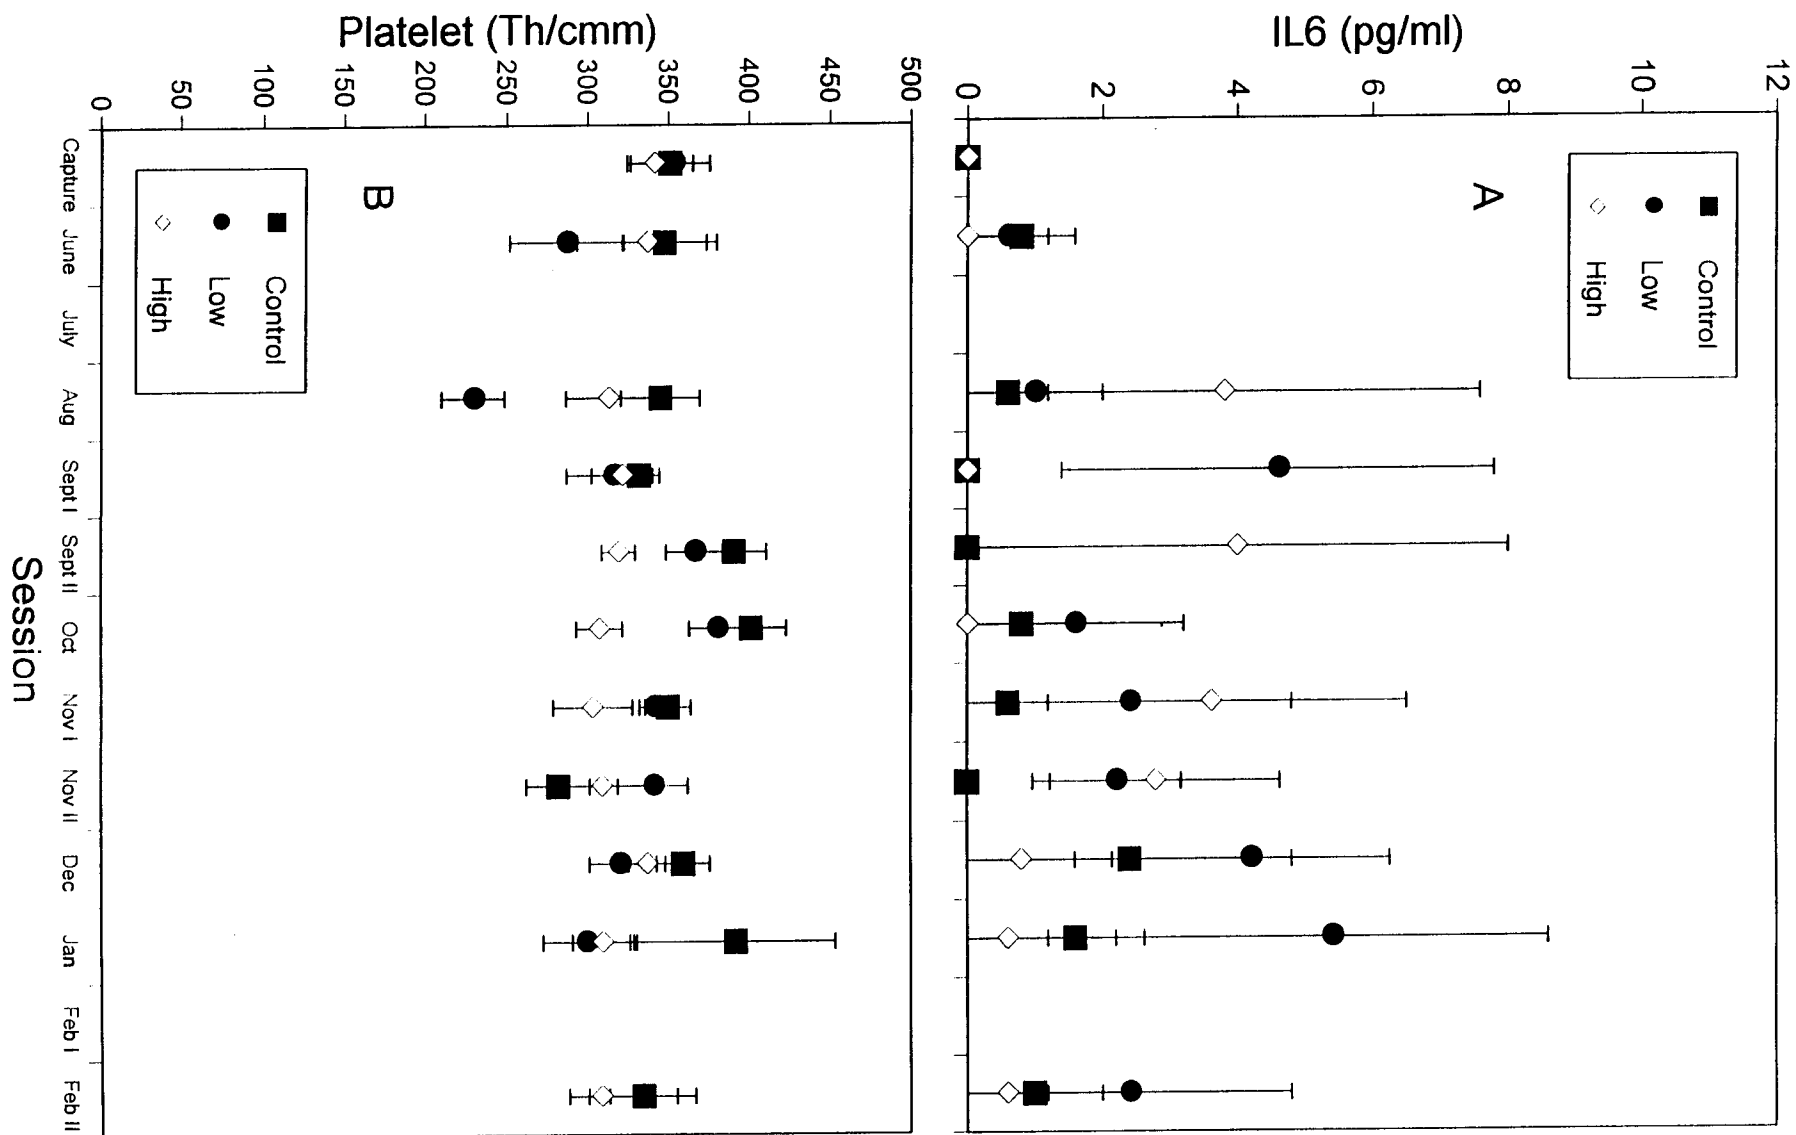 IL6 (pg/ml)
12
10
8
6
4
2
0
A
Control
Low
High
Platelet (Th/cmm)
500
450
400
350
300
250
200
150
100
50
0
B
Control
Low
High
Capture
June
July
Aug
Sept I
Sept II
Oct
Nov I
Nov II
Dec
Jan
Feb I
Feb II
Session